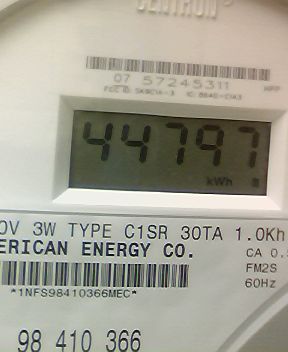 CENTRON
07 57245311
44797
kWh
0V 3W TYPE C1SR 30TA 1.0Kh
ERICAN ENERGY CO.
CA 0.
FM2S
60Hz
*1NFS98410366MEC*
98 410 366